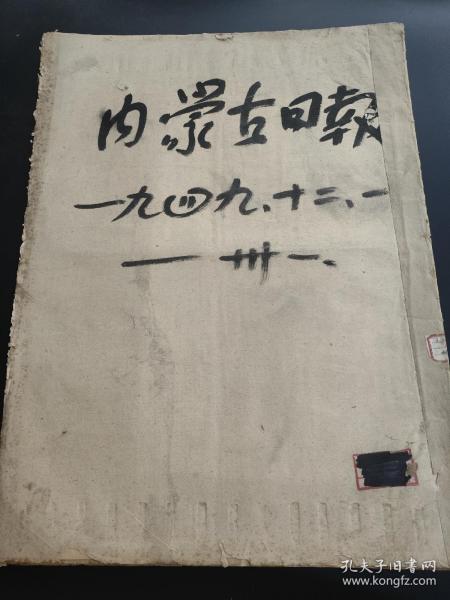 内蒙古日报
一九四九、十二、一
— 卅一、
孔夫子旧书网
www.kongfz.com